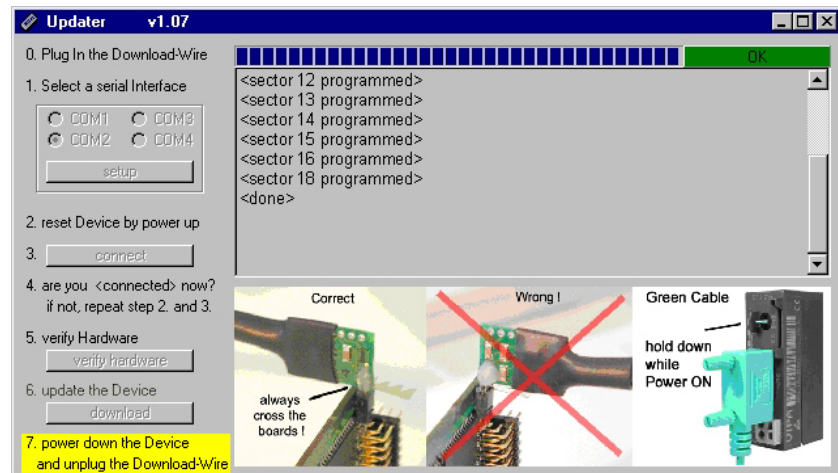 Updater v1.07
0. Plug In the Download-Wire
OK
1. Select a serial Interface
COM1 COM3
COM2 COM4
setup
2. reset Device by power up
3. connect
4. are you <connected> now?
if not, repeat step 2. and 3.
5. verify Hardware
verify hardware
6. update the Device
download
7. power down the Device
and unplug the Download-Wire
<sector 12 programmed>
<sector 13 programmed>
<sector 14 programmed>
<sector 15 programmed>
<sector 16 programmed>
<sector 18 programmed>
<done>
Correct
always
cross the
boards !
Wrong !
Green Cable
hold down
while
Power ON